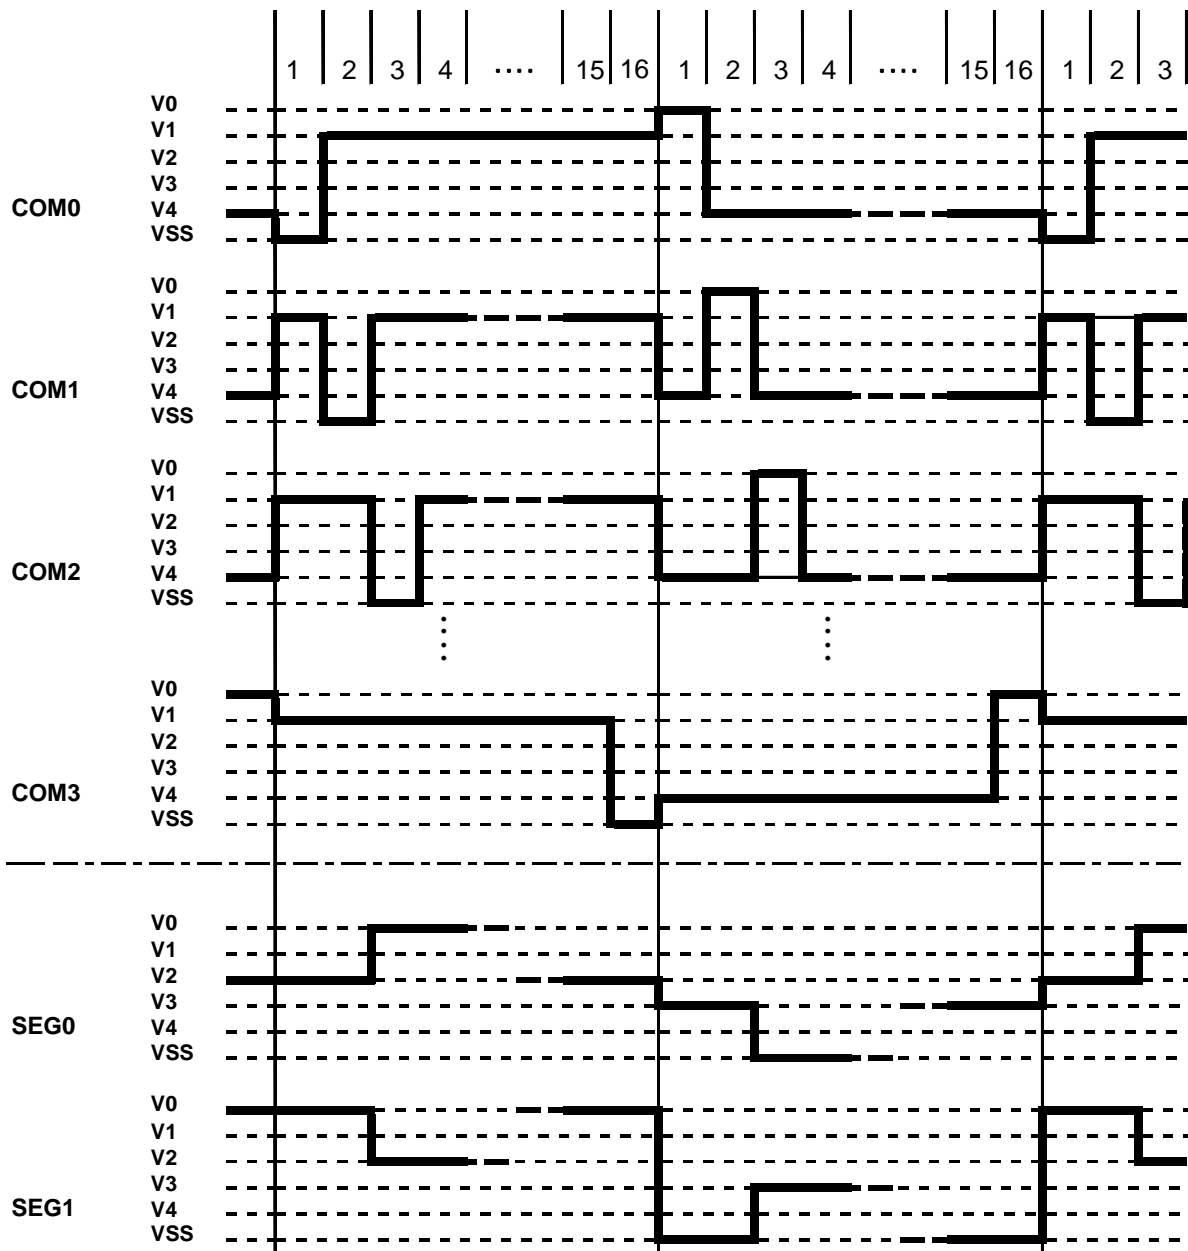 1 2 3 4 .... 15 16 1 2 3 4 .... 15 16 1 2 3
V0
V1
V2
V3
COM0 V4
VSS
V0
V1
V2
V3
COM1 V4
VSS
V0
V1
V2
V3
COM2 V4
VSS
V0
V1
V2
V3
COM3 V4
VSS
V0
V1
V2
V3
SEG0 V4
VSS
V0
V1
V2
V3
SEG1 V4
VSS